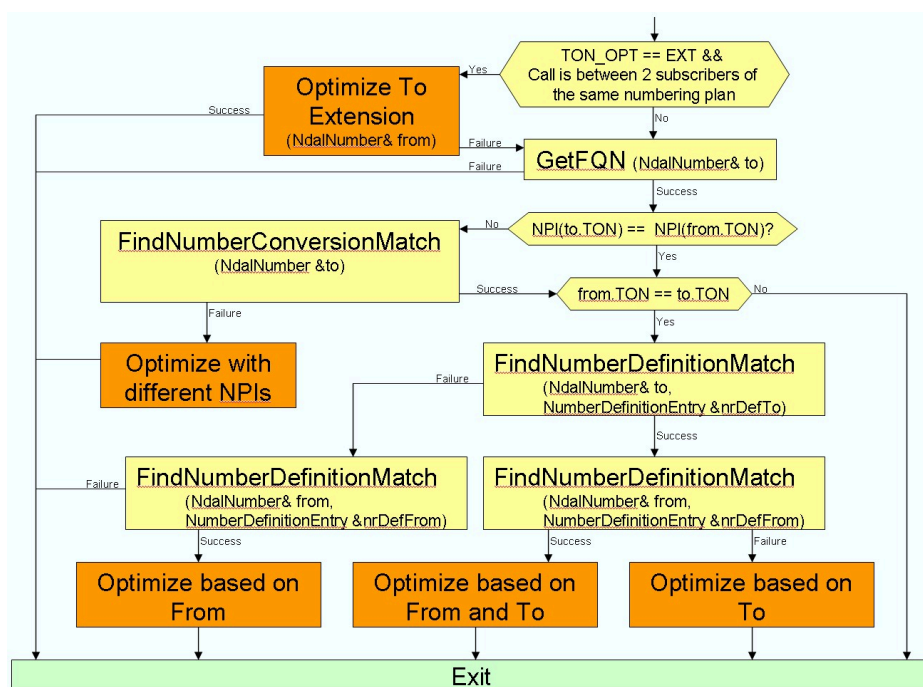 TON_OPT == EXT &&
Call is between 2 subscribers of
the same numbering plan
Yes
Optimize To
Extension
(NdalNumber& from)
Success
No
Failure
GetFQN (NdalNumber& to)
Failure
Success
NPI(to.TON) == NPI(from.TON)?
No
FindNumberConversionMatch
(NdalNumber &to)
Yes
Success
from.TON == to.TON
No
Failure
Yes
Optimize with
different NPIs
FindNumberDefinitionMatch
(NdalNumber& to,
NumberDefinitionEntry &nrDefTo)
Failure
Success
FindNumberDefinitionMatch
(NdalNumber& from,
NumberDefinitionEntry &nrDefFrom)
Failure
FindNumberDefinitionMatch
(NdalNumber& from,
NumberDefinitionEntry &nrDefFrom)
Success
Success
Failure
Optimize based on
From
Optimize based on
From and To
Optimize based on
To
Exit